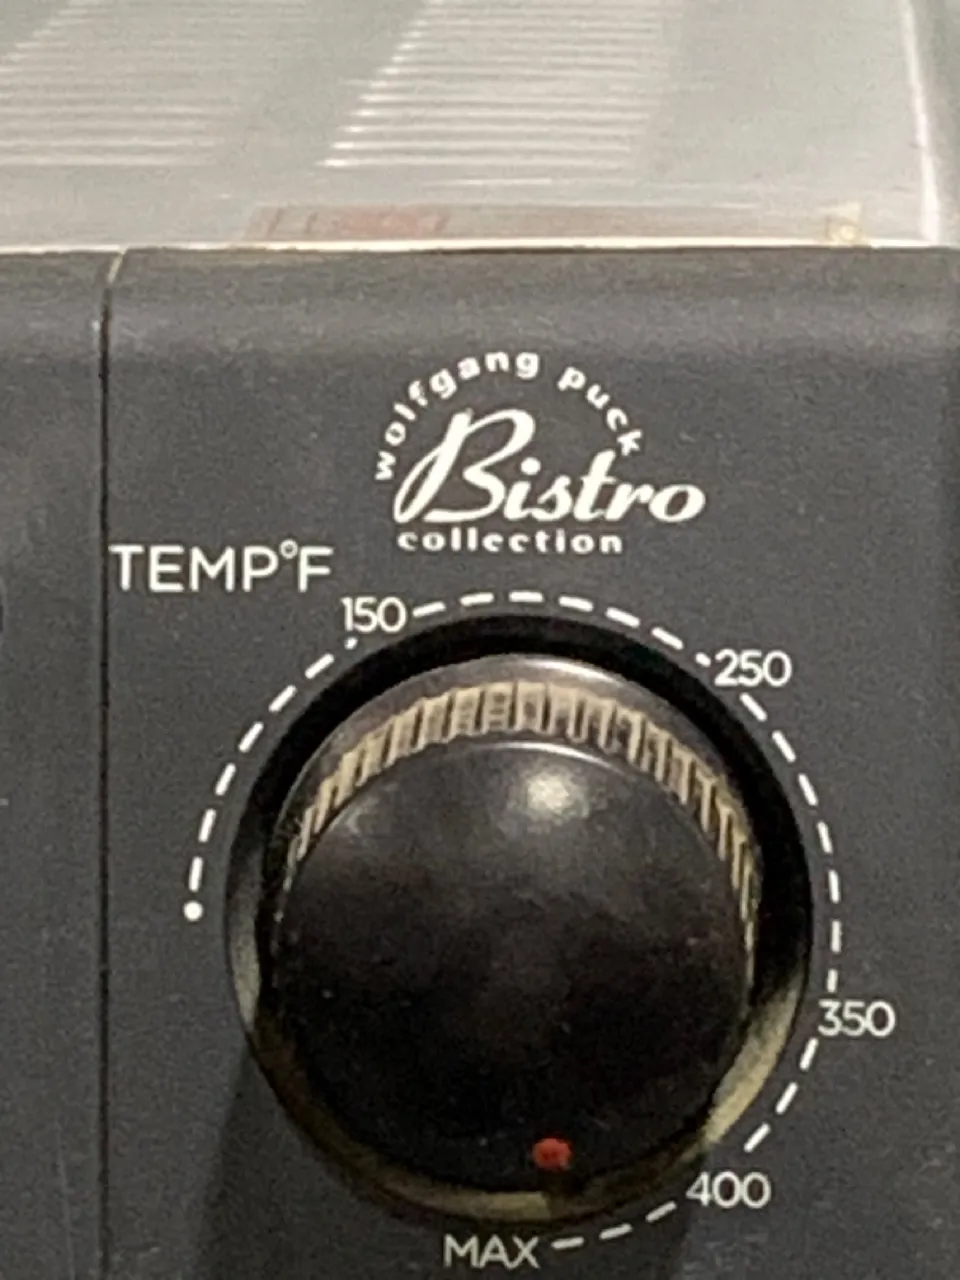 wolfgang puck
Bistro
collection
TEMP°F
150
250
350
400
MAX